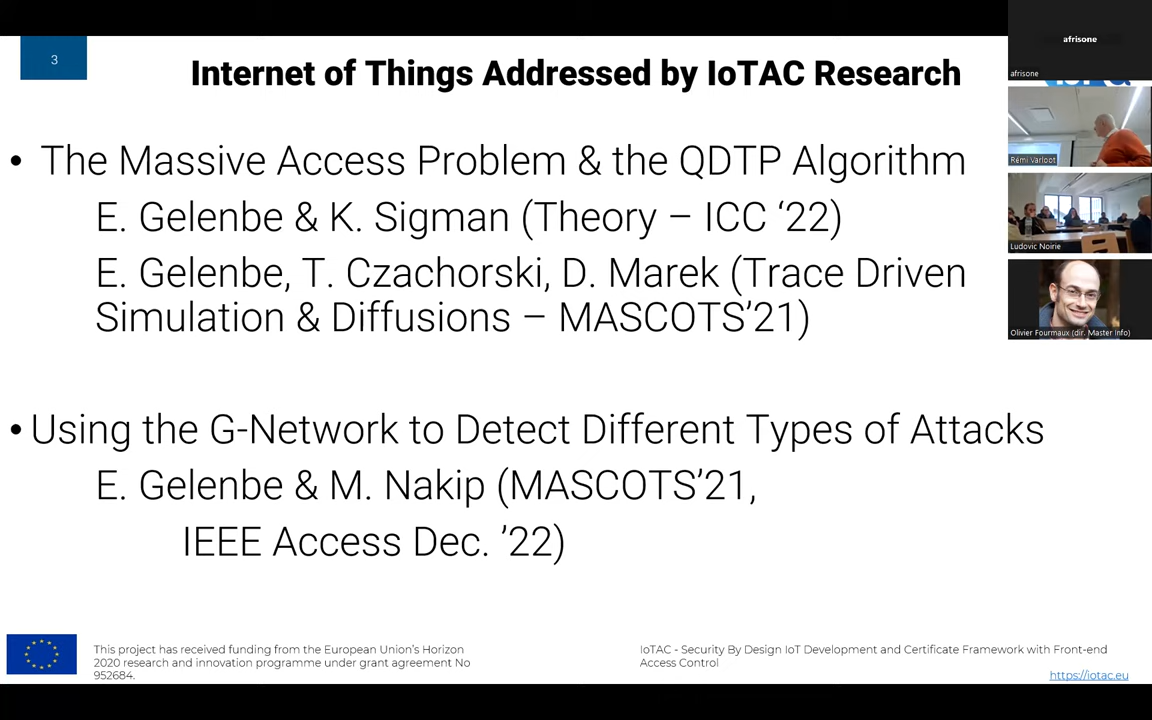 3
Internet of Things Addressed by IoTAC Research
• The Massive Access Problem & the QDTP Algorithm
E. Gelenbe & K. Sigman (Theory – ICC ‘22)
E. Gelenbe, T. Czachorski, D. Marek (Trace Driven
Simulation & Diffusions – MASCOTS’21)
• Using the G-Network to Detect Different Types of Attacks
E. Gelenbe & M. Nakip (MASCOTS’21,
IEEE Access Dec. ’22)
This project has received funding from the European Union’s Horizon
2020 research and innovation programme under grant agreement No
952684.
IoTAC - Security By Design IoT Development and Certificate Framework with Front-end
Access Control
https://iotac.eu
afrisone
afrisone
Rémi Varloot
Ludovic Noirie
Olivier Fourmaux (dir. Master Info)